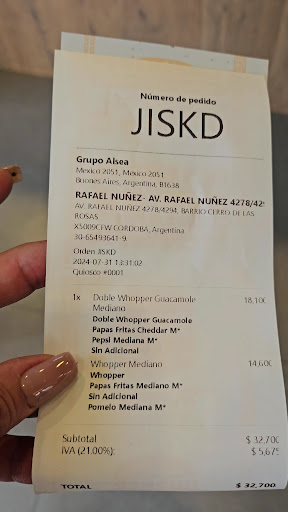 Número de pedido
JISKD
Grupo Alsea
Mexico 2051, Mexico 2051
Buenos Aires, Argentina, B1638
RAFAEL NUÑEZ- AV. RAFAEL NUÑEZ 4278/429
AV. RAFAEL NUÑEZ 4278/4294, BARRIO CERRO DE LAS
ROSAS
X5009CFW CORDOBA, Argentina
30-65493641-9
Orden JISKD
2024-07-31 13:31:02
Quiosco #0001
1x Doble Whopper Guacamole 18,100
Mediano
Doble Whopper Guacamole
Papas Fritas Cheddar M*
Pepsi Mediana M*
Sin Adicional
Whopper Mediano 14,600
Whopper
Papas Fritas Mediano M*
Sin Adicional
Pomelo Mediano M*
Subtotal $ 32,700
IVA (21.00%): $ 5,675
TOTAL $ 32,700